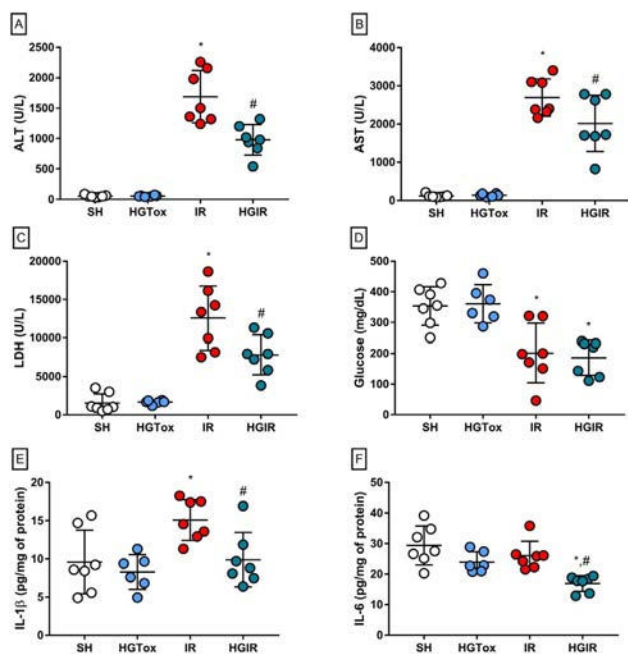 A
ALT (U/L)
2500
2000
1500
1000
500
0
*
#
SH HGTox IR HGIR
B
AST (U/L)
4000
3000
2000
1000
0
*
#
SH HGTox IR HGIR
C
LDH (U/L)
20000
15000
10000
5000
0
*
#
SH HGTox IR HGIR
D
Glucose (mg/dL)
500
400
300
200
100
0
*
*
SH HGTox IR HGIR
E
IL-1β (pg/mg of protein)
20
15
10
5
0
*
#
SH HGTox IR HGIR
F
IL-6 (pg/mg of protein)
50
40
30
20
10
0
*,#
SH HGTox IR HGIR